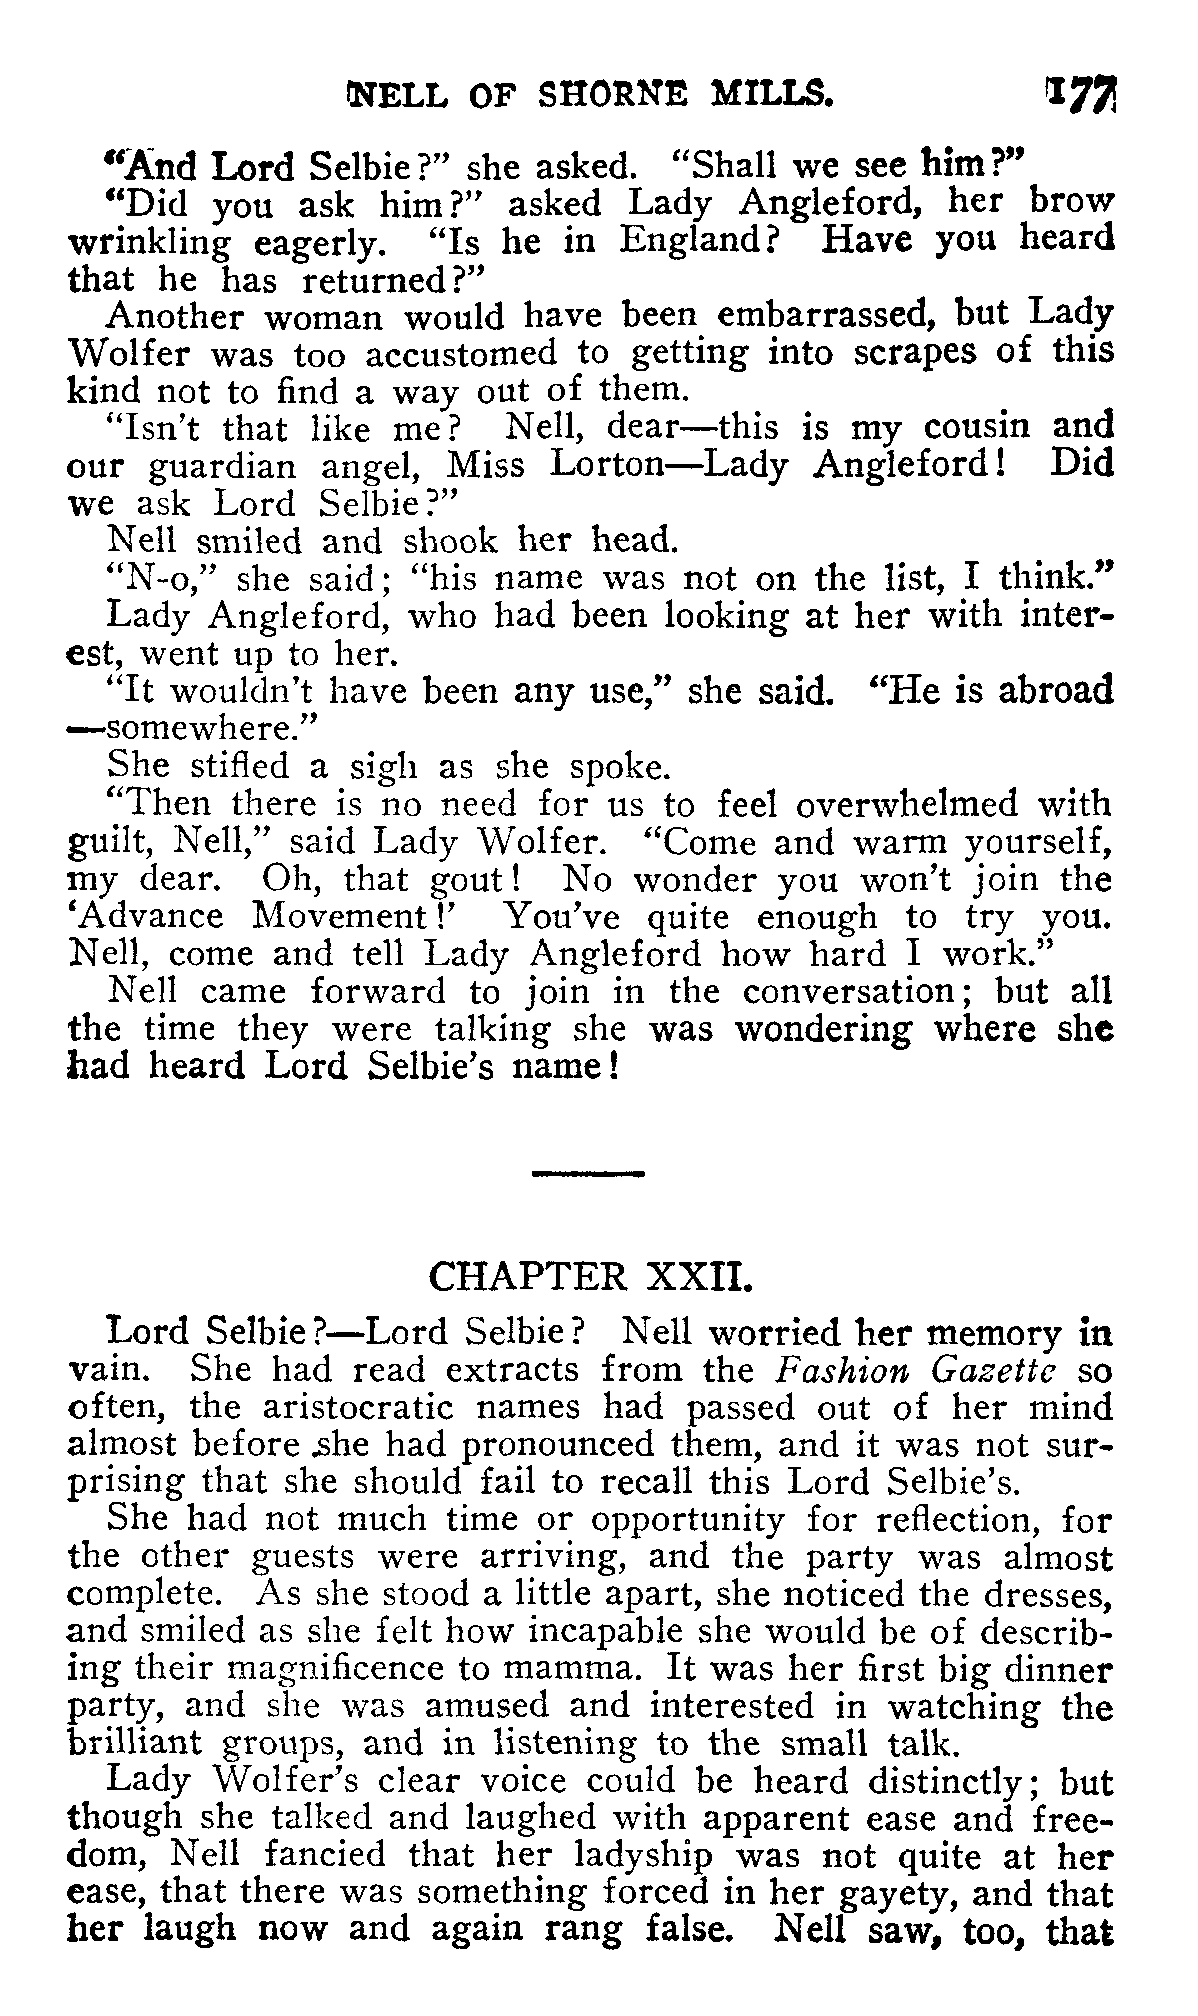 NELL OF SHORNE MILLS. 177
“And Lord Selbie?” she asked. “Shall we see him?”
“Did you ask him?” asked Lady Angleford, her brow
wrinkling eagerly. “Is he in England? Have you heard
that he has returned?”
Another woman would have been embarrassed, but Lady
Wolfer was too accustomed to getting into scrapes of this
kind not to find a way out of them.
“Isn't that like me? Nell, dear—this is my cousin and
our guardian angel, Miss Lorton—Lady Angleford! Did
we ask Lord Selbie?”
Nell smiled and shook her head.
“N-o,” she said; “his name was not on the list, I think.”
Lady Angleford, who had been looking at her with inter-
est, went up to her.
“It wouldn't have been any use,” she said. “He is abroad
—somewhere.”
She stifled a sigh as she spoke.
“Then there is no need for us to feel overwhelmed with
guilt, Nell,” said Lady Wolfer. “Come and warm yourself,
my dear. Oh, that gout! No wonder you won't join the
‘Advance Movement!’ You've quite enough to try you.
Nell, come and tell Lady Angleford how hard I work.”
Nell came forward to join in the conversation; but all
the time they were talking she was wondering where she
had heard Lord Selbie's name!
CHAPTER XXII.
Lord Selbie?—Lord Selbie? Nell worried her memory in
vain. She had read extracts from the Fashion Gazette so
often, the aristocratic names had passed out of her mind
almost before she had pronounced them, and it was not sur-
prising that she should fail to recall this Lord Selbie's.
She had not much time or opportunity for reflection, for
the other guests were arriving, and the party was almost
complete. As she stood a little apart, she noticed the dresses,
and smiled as she felt how incapable she would be of describ-
ing their magnificence to mamma. It was her first big dinner
party, and she was amused and interested in watching the
brilliant groups, and in listening to the small talk.
Lady Wolfer's clear voice could be heard distinctly; but
though she talked and laughed with apparent ease and free-
dom, Nell fancied that her ladyship was not quite at her
ease, that there was something forced in her gayety, and that
her laugh now and again rang false. Nell saw, too, that